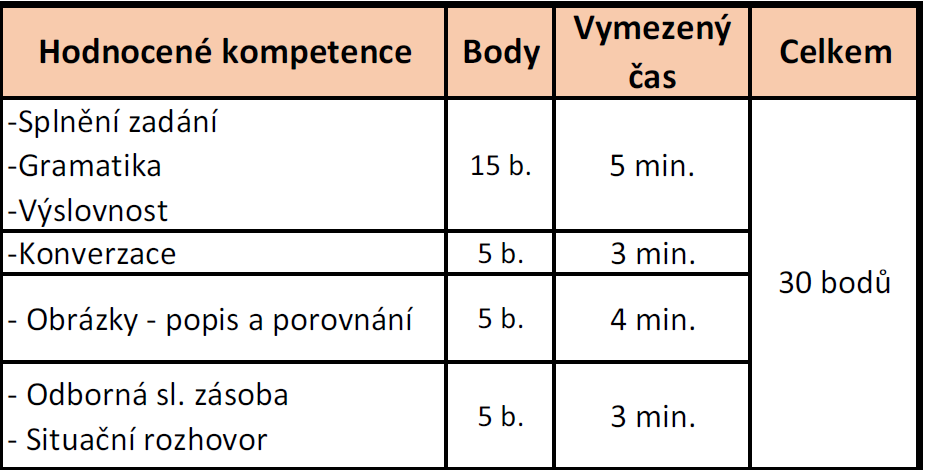 Hodnocené kompetence Body Vymezený čas Celkem
-Splnění zadání
-Gramatika 15 b. 5 min.
-Výslovnost
-Konverzace 5 b. 3 min.
30 bodů
- Obrázky - popis a porovnání 5 b. 4 min.
- Odborná sl. zásoba
- Situační rozhovor 5 b. 3 min.